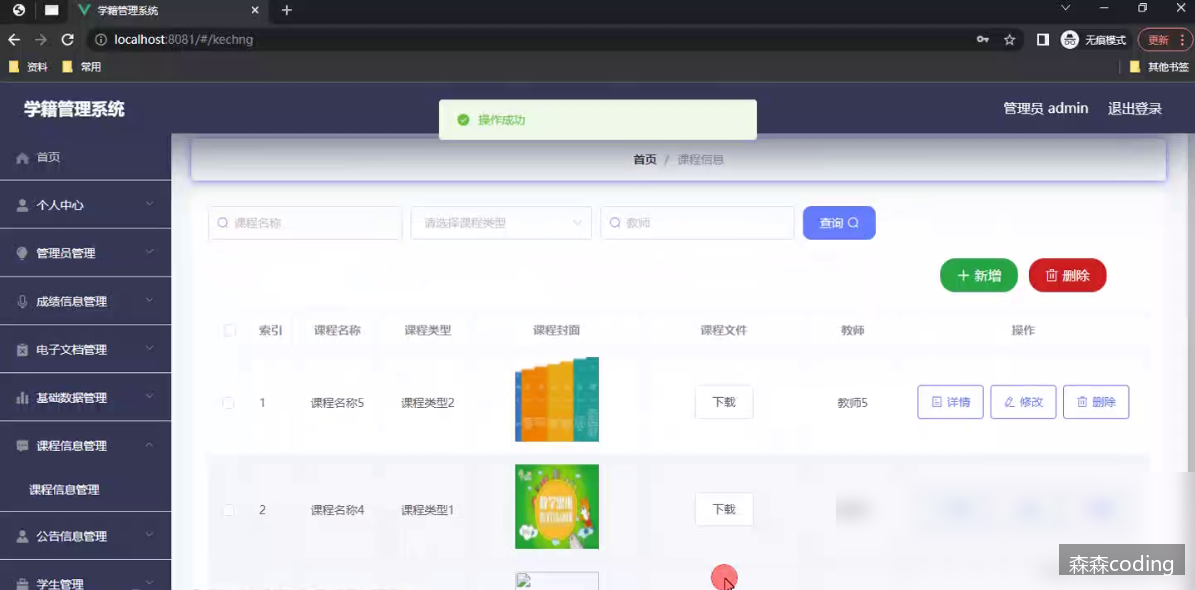 学籍管理系统
localhost:8081/#/kechng
无痕模式
更新
资料
常用
其他书签
学籍管理系统
操作成功
管理员 admin
退出登录
首页
个人中心
管理员管理
成绩信息管理
电子文档管理
基础数据管理
课程信息管理
课程信息管理
公告信息管理
学生管理
首页 / 课程信息
课程名称
请选择课程类型
教师
查询
新增
删除
索引 课程名称 课程类型 课程封面 课程文件 教师 操作
1 课程名称5 课程类型2 下载 教师5 详情 修改 删除
2 课程名称4 课程类型1 下载
森森coding